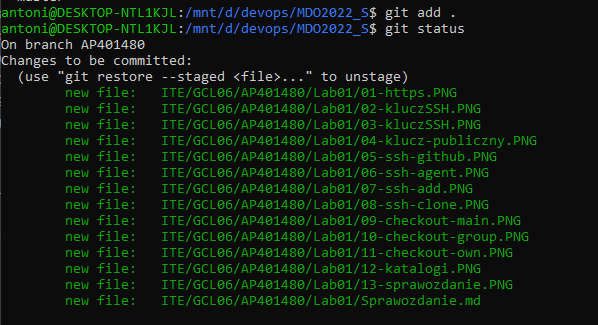 antoni@DESKTOP-NTL1KJL:/mnt/d/devops/MDO2022_S$ git add .
antoni@DESKTOP-NTL1KJL:/mnt/d/devops/MDO2022_S$ git status
On branch AP401480
Changes to be committed:
  (use "git restore --staged <file>..." to unstage)
        new file:   ITE/GCL06/AP401480/Lab01/01-https.PNG
        new file:   ITE/GCL06/AP401480/Lab01/02-kluczSSH.PNG
        new file:   ITE/GCL06/AP401480/Lab01/03-kluczSSH.PNG
        new file:   ITE/GCL06/AP401480/Lab01/04-klucz-publiczny.PNG
        new file:   ITE/GCL06/AP401480/Lab01/05-ssh-github.PNG
        new file:   ITE/GCL06/AP401480/Lab01/06-ssh-agent.PNG
        new file:   ITE/GCL06/AP401480/Lab01/07-ssh-add.PNG
        new file:   ITE/GCL06/AP401480/Lab01/08-ssh-clone.PNG
        new file:   ITE/GCL06/AP401480/Lab01/09-checkout-main.PNG
        new file:   ITE/GCL06/AP401480/Lab01/10-checkout-group.PNG
        new file:   ITE/GCL06/AP401480/Lab01/11-checkout-own.PNG
        new file:   ITE/GCL06/AP401480/Lab01/12-katalogi.PNG
        new file:   ITE/GCL06/AP401480/Lab01/13-sprawozdanie.PNG
        new file:   ITE/GCL06/AP401480/Lab01/Sprawozdanie.md